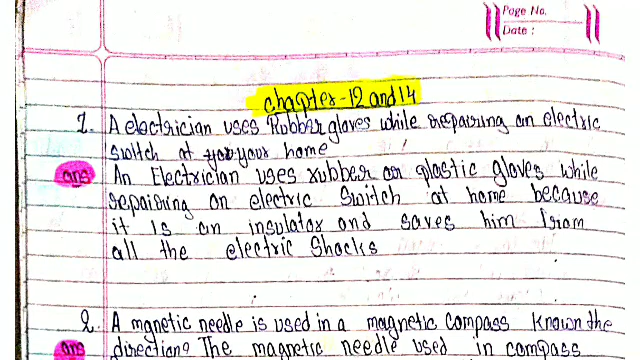 Page No.
Date :
chapter-12 and 14
1. A electrician uses Rubber gloves while repairing an electric
switch at your home
ans An Electrician uses rubber or plastic gloves while
repairing an electric Switch at home because
it is an insulator and saves him from
all the electric Shocks
2. A mgnetic needle is used in a magnetic compass Known the
ans direction? The magnetic needle used in compass